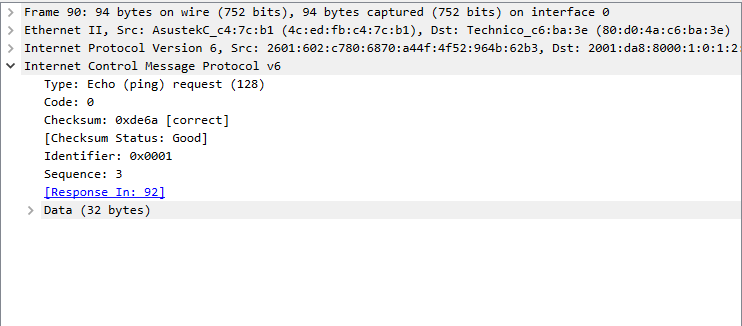 Frame 90: 94 bytes on wire (752 bits), 94 bytes captured (752 bits) on interface 0
Ethernet II, Src: AsustekC_c4:7c:b1 (4c:ed:fb:c4:7c:b1), Dst: Technico_c6:ba:3e (80:d0:4a:c6:ba:3e)
Internet Protocol Version 6, Src: 2601:602:c780:6870:a44f:4f52:964b:62b3, Dst: 2001:da8:8000:1:0:1:2:
Internet Control Message Protocol v6
Type: Echo (ping) request (128)
Code: 0
Checksum: 0xde6a [correct]
[Checksum Status: Good]
Identifier: 0x0001
Sequence: 3
[Response In: 92]
Data (32 bytes)